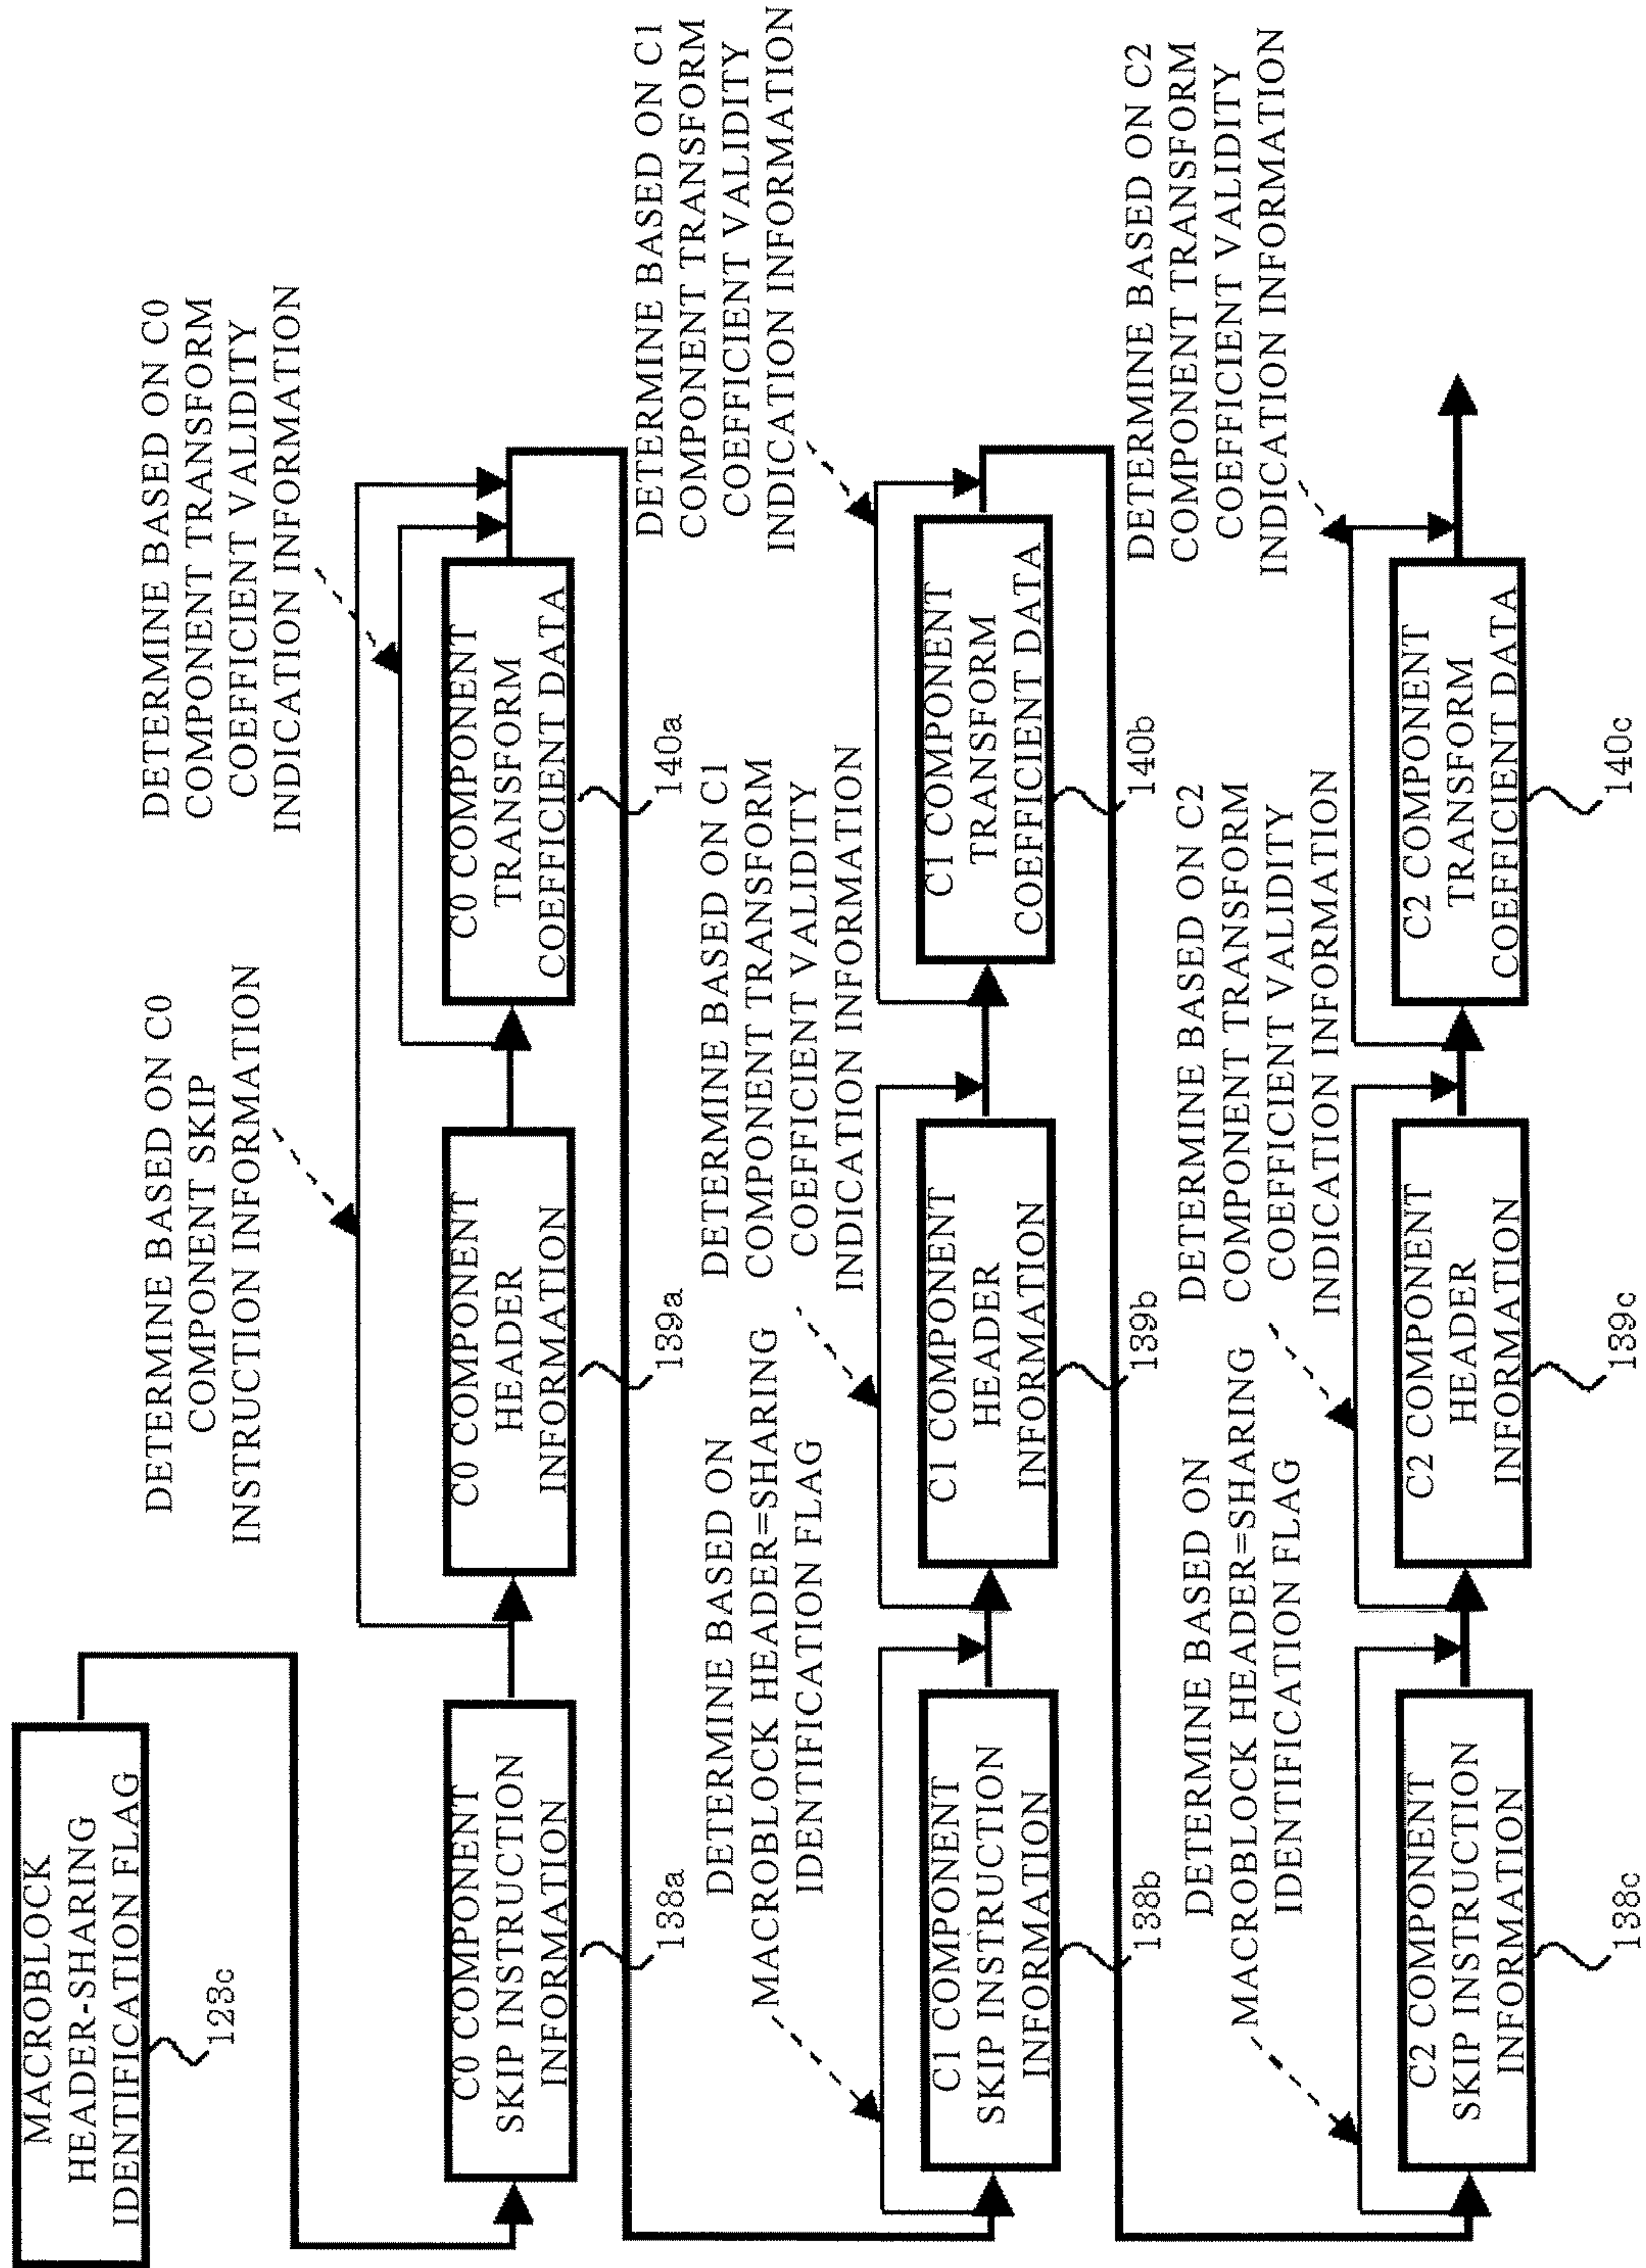 MACROBLOCK
HEADER-SHARING
IDENTIFICATION FLAG
123c
DETERMINE BASED ON C0
COMPONENT SKIP
INSTRUCTION INFORMATION
DETERMINE BASED ON C0
COMPONENT TRANSFORM
COEFFICIENT VALIDITY
INDICATION INFORMATION
C0 COMPONENT
SKIP INSTRUCTION
INFORMATION
138a
C0 COMPONENT
HEADER
INFORMATION
139a
C0 COMPONENT
TRANSFORM
COEFFICIENT DATA
140a
DETERMINE BASED ON
MACROBLOCK HEADER=SHARING
IDENTIFICATION FLAG
DETERMINE BASED ON C1
COMPONENT TRANSFORM
COEFFICIENT VALIDITY
INDICATION INFORMATION
DETERMINE BASED ON C1
COMPONENT TRANSFORM
COEFFICIENT VALIDITY
INDICATION INFORMATION
C1 COMPONENT
SKIP INSTRUCTION
INFORMATION
138b
C1 COMPONENT
HEADER
INFORMATION
139b
C1 COMPONENT
TRANSFORM
COEFFICIENT DATA
140b
DETERMINE BASED ON
MACROBLOCK HEADER=SHARING
IDENTIFICATION FLAG
DETERMINE BASED ON C2
COMPONENT TRANSFORM
COEFFICIENT VALIDITY
INDICATION INFORMATION
DETERMINE BASED ON C2
COMPONENT TRANSFORM
COEFFICIENT VALIDITY
INDICATION INFORMATION
C2 COMPONENT
SKIP INSTRUCTION
INFORMATION
138c
C2 COMPONENT
HEADER
INFORMATION
139c
C2 COMPONENT
TRANSFORM
COEFFICIENT DATA
140c